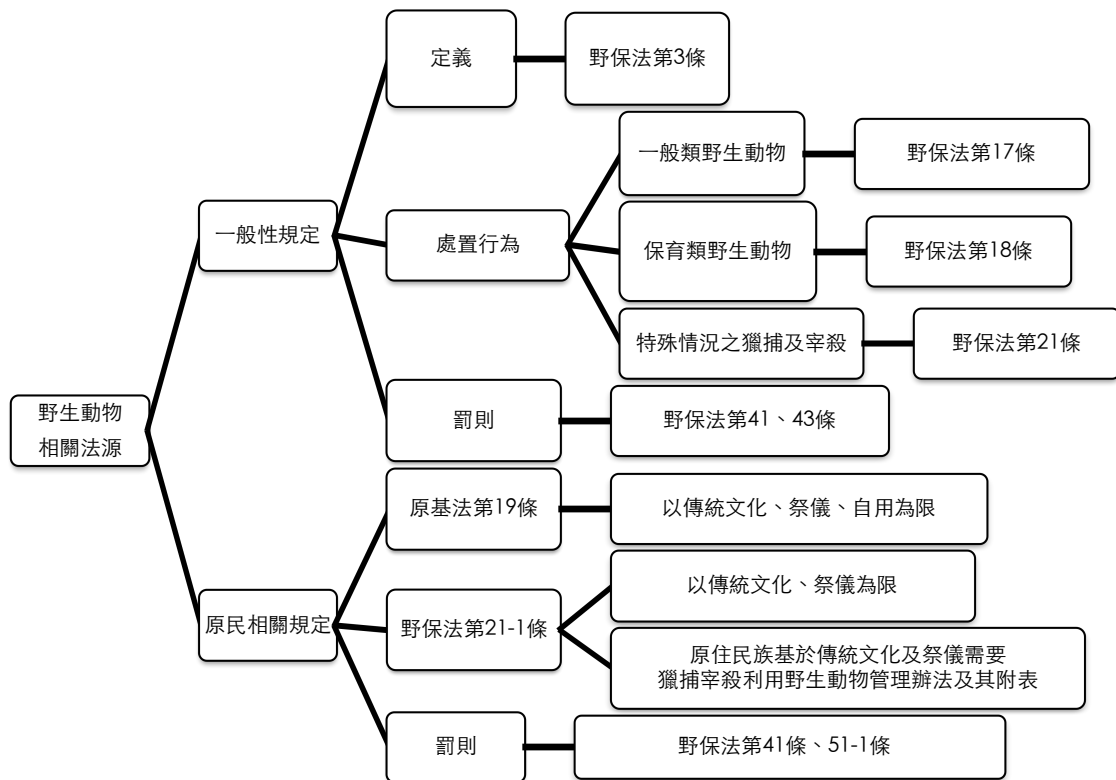 野生動物
相關法源
一般性規定
定義
野保法第3條
處置行為
一般類野生動物
野保法第17條
保育類野生動物
野保法第18條
特殊情況之獵捕及宰殺
野保法第21條
罰則
野保法第41、43條
原民相關規定
原基法第19條
以傳統文化、祭儀、自用為限
野保法第21-1條
以傳統文化、祭儀為限
原住民族基於傳統文化及祭儀需要
獵捕宰殺利用野生動物管理辦法及其附表
罰則
野保法第41條、51-1條